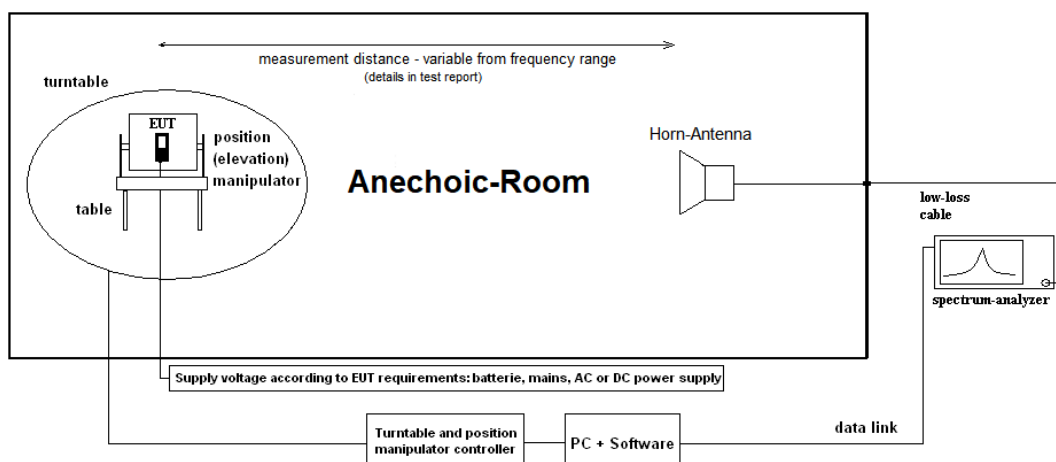 measurement distance - variable from frequency range
(details in test report)
turntable
EUT
position
(elevation)
manipulator
table
Anechoic-Room
Horn-Antenna
low-loss
cable
spectrum-analyzer
Supply voltage according to EUT requirements: batterie, mains, AC or DC power supply
Turntable and position
manipulator controller
PC + Software
data link